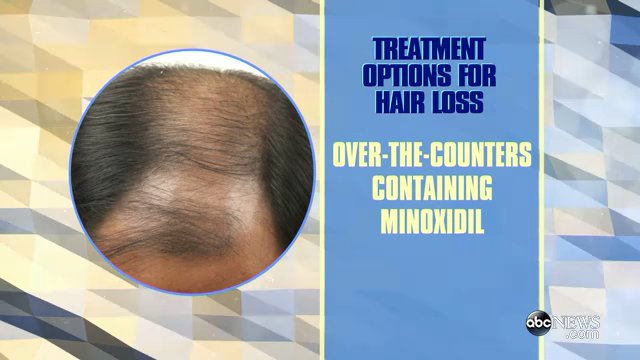 TREATMENT
OPTIONS FOR
HAIR LOSS
OVER-THE-COUNTERS
CONTAINING
MINOXIDIL
abcNEWS
.com